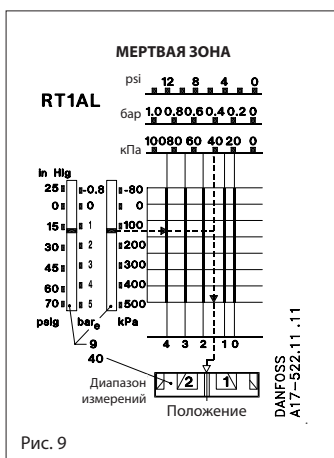 МЕРТВАЯ ЗОНА
psi 12 8 4 0
RT1AL
бар 1.0 0.8 0.6 0.4 0.2 0
кПа 100 80 60 40 20 0
in Hlg
25 -0.8 -80
0 0 0
15 1 100
30 2 200
45 3 300
60 4 400
70 5 500
psig bar e kPa
4 3 2 1 0
9
40
Диапазон измерений
2 1
Положение
DANFOSS
A17-522.11.11
Рис. 9